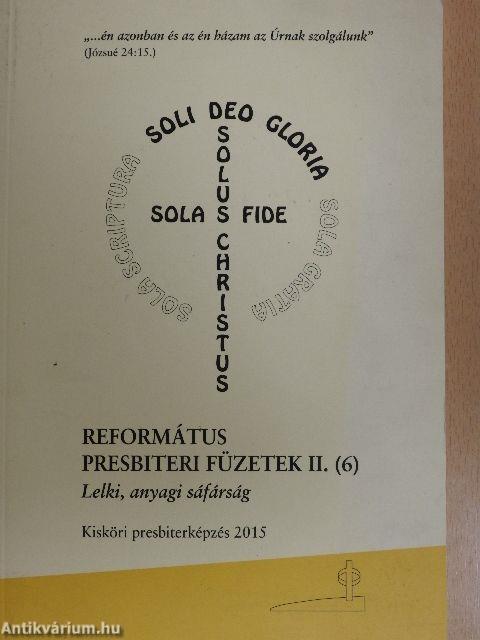 „...én azonban és az én házam az Úrnak szolgálunk”
(Józsué 24:15.)
SOLI DEO GLORIA
SOLUS CHRISTUS
SOLA FIDE
SOLA SCRIPTURA
SOLA GRATIA
REFORMÁTUS
PRESBITERI FÜZETEK II. (6)
Lelki, anyagi sáfárság
Kisköri presbiterképzés 2015
Antikvárium.hu